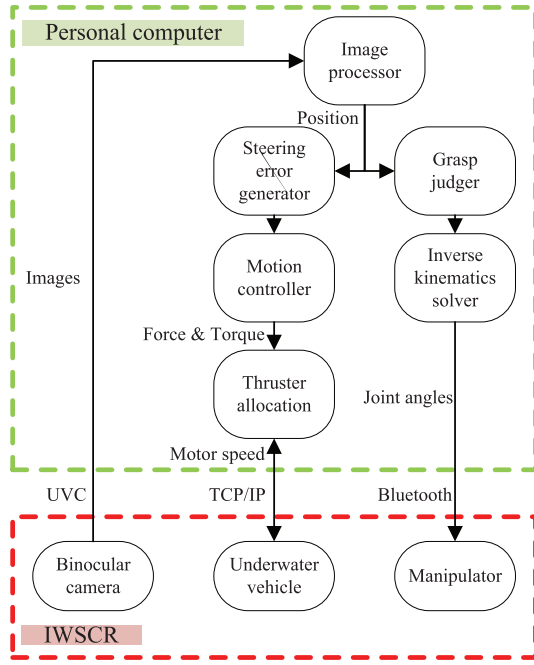 Personal computer
Image
processor
Position
Steering
error
generator
Grasp
judger
Images
Motion
controller
Inverse
kinematics
solver
Force & Torque
Thruster
allocation
Joint angles
Motor speed
UVC
TCP/IP
Bluetooth
Binocular
camera
Underwater
vehicle
Manipulator
IWSCR